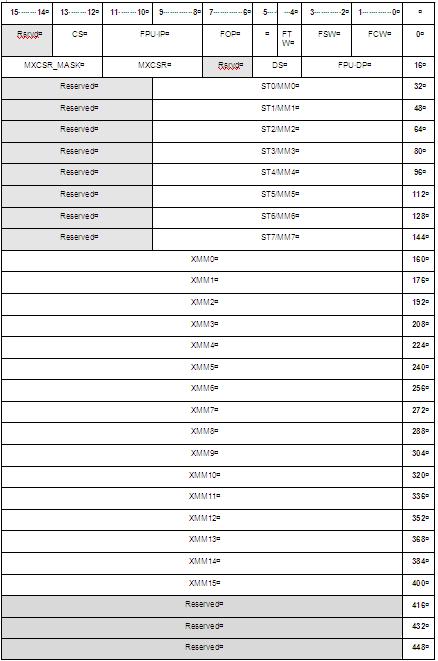 15 14¤ 13 12¤ 11 10¤ 9 8¤ 7 6¤ 5 4¤ 3 2¤ 1 0¤ ¤
Rsrvd¤ CS¤ FPU-IP¤ FOP¤ ¤ FTW¤ FSW¤ FCW¤ 0¤
MXCSR_MASK¤ MXCSR¤ Rsrvd¤ DS¤ FPU-DP¤ 16¤
Reserved¤ ST0/MM0¤ 32¤
Reserved¤ ST1/MM1¤ 48¤
Reserved¤ ST2/MM2¤ 64¤
Reserved¤ ST3/MM3¤ 80¤
Reserved¤ ST4/MM4¤ 96¤
Reserved¤ ST5/MM5¤ 112¤
Reserved¤ ST6/MM6¤ 128¤
Reserved¤ ST7/MM7¤ 144¤
XMM0¤ 160¤
XMM1¤ 176¤
XMM2¤ 192¤
XMM3¤ 208¤
XMM4¤ 224¤
XMM5¤ 240¤
XMM6¤ 256¤
XMM7¤ 272¤
XMM8¤ 288¤
XMM9¤ 304¤
XMM10¤ 320¤
XMM11¤ 336¤
XMM12¤ 352¤
XMM13¤ 368¤
XMM14¤ 384¤
XMM15¤ 400¤
Reserved¤ 416¤
Reserved¤ 432¤
Reserved¤ 448¤